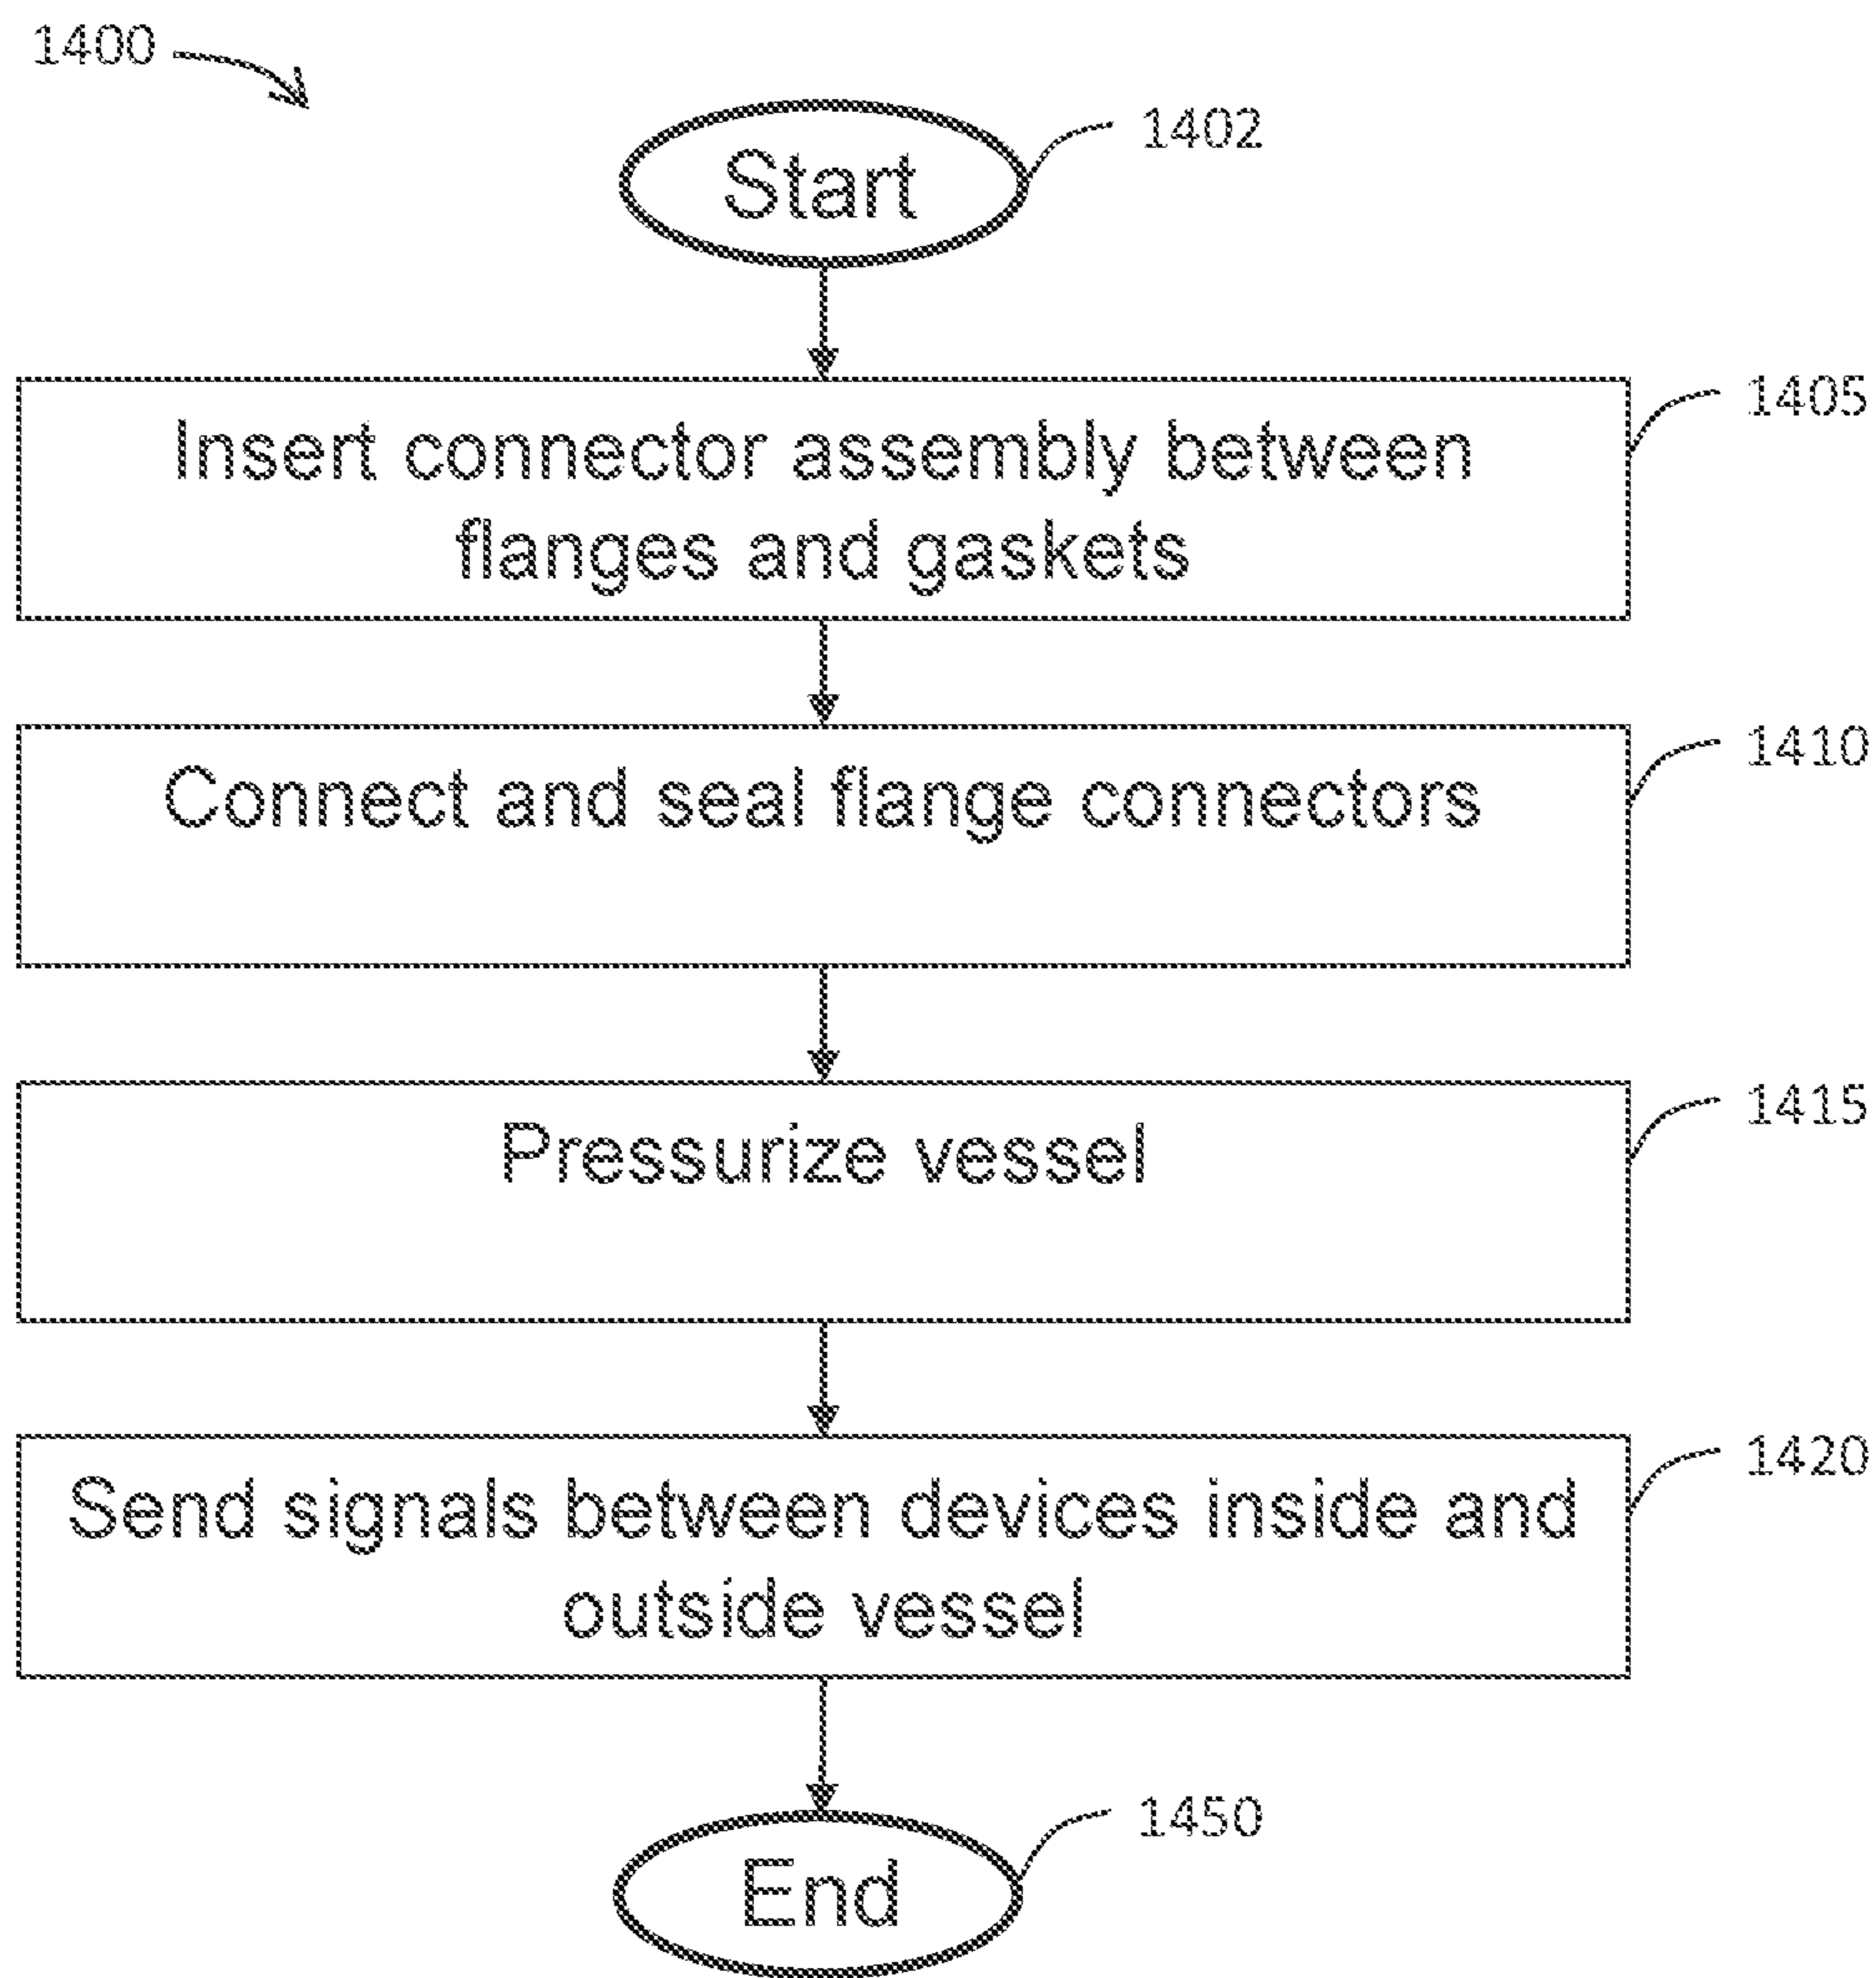 1400
1402
Start
1405
Insert connector assembly between
flanges and gaskets
1410
Connect and seal flange connectors
1415
Pressurize vessel
1420
Send signals between devices inside and
outside vessel
1450
End